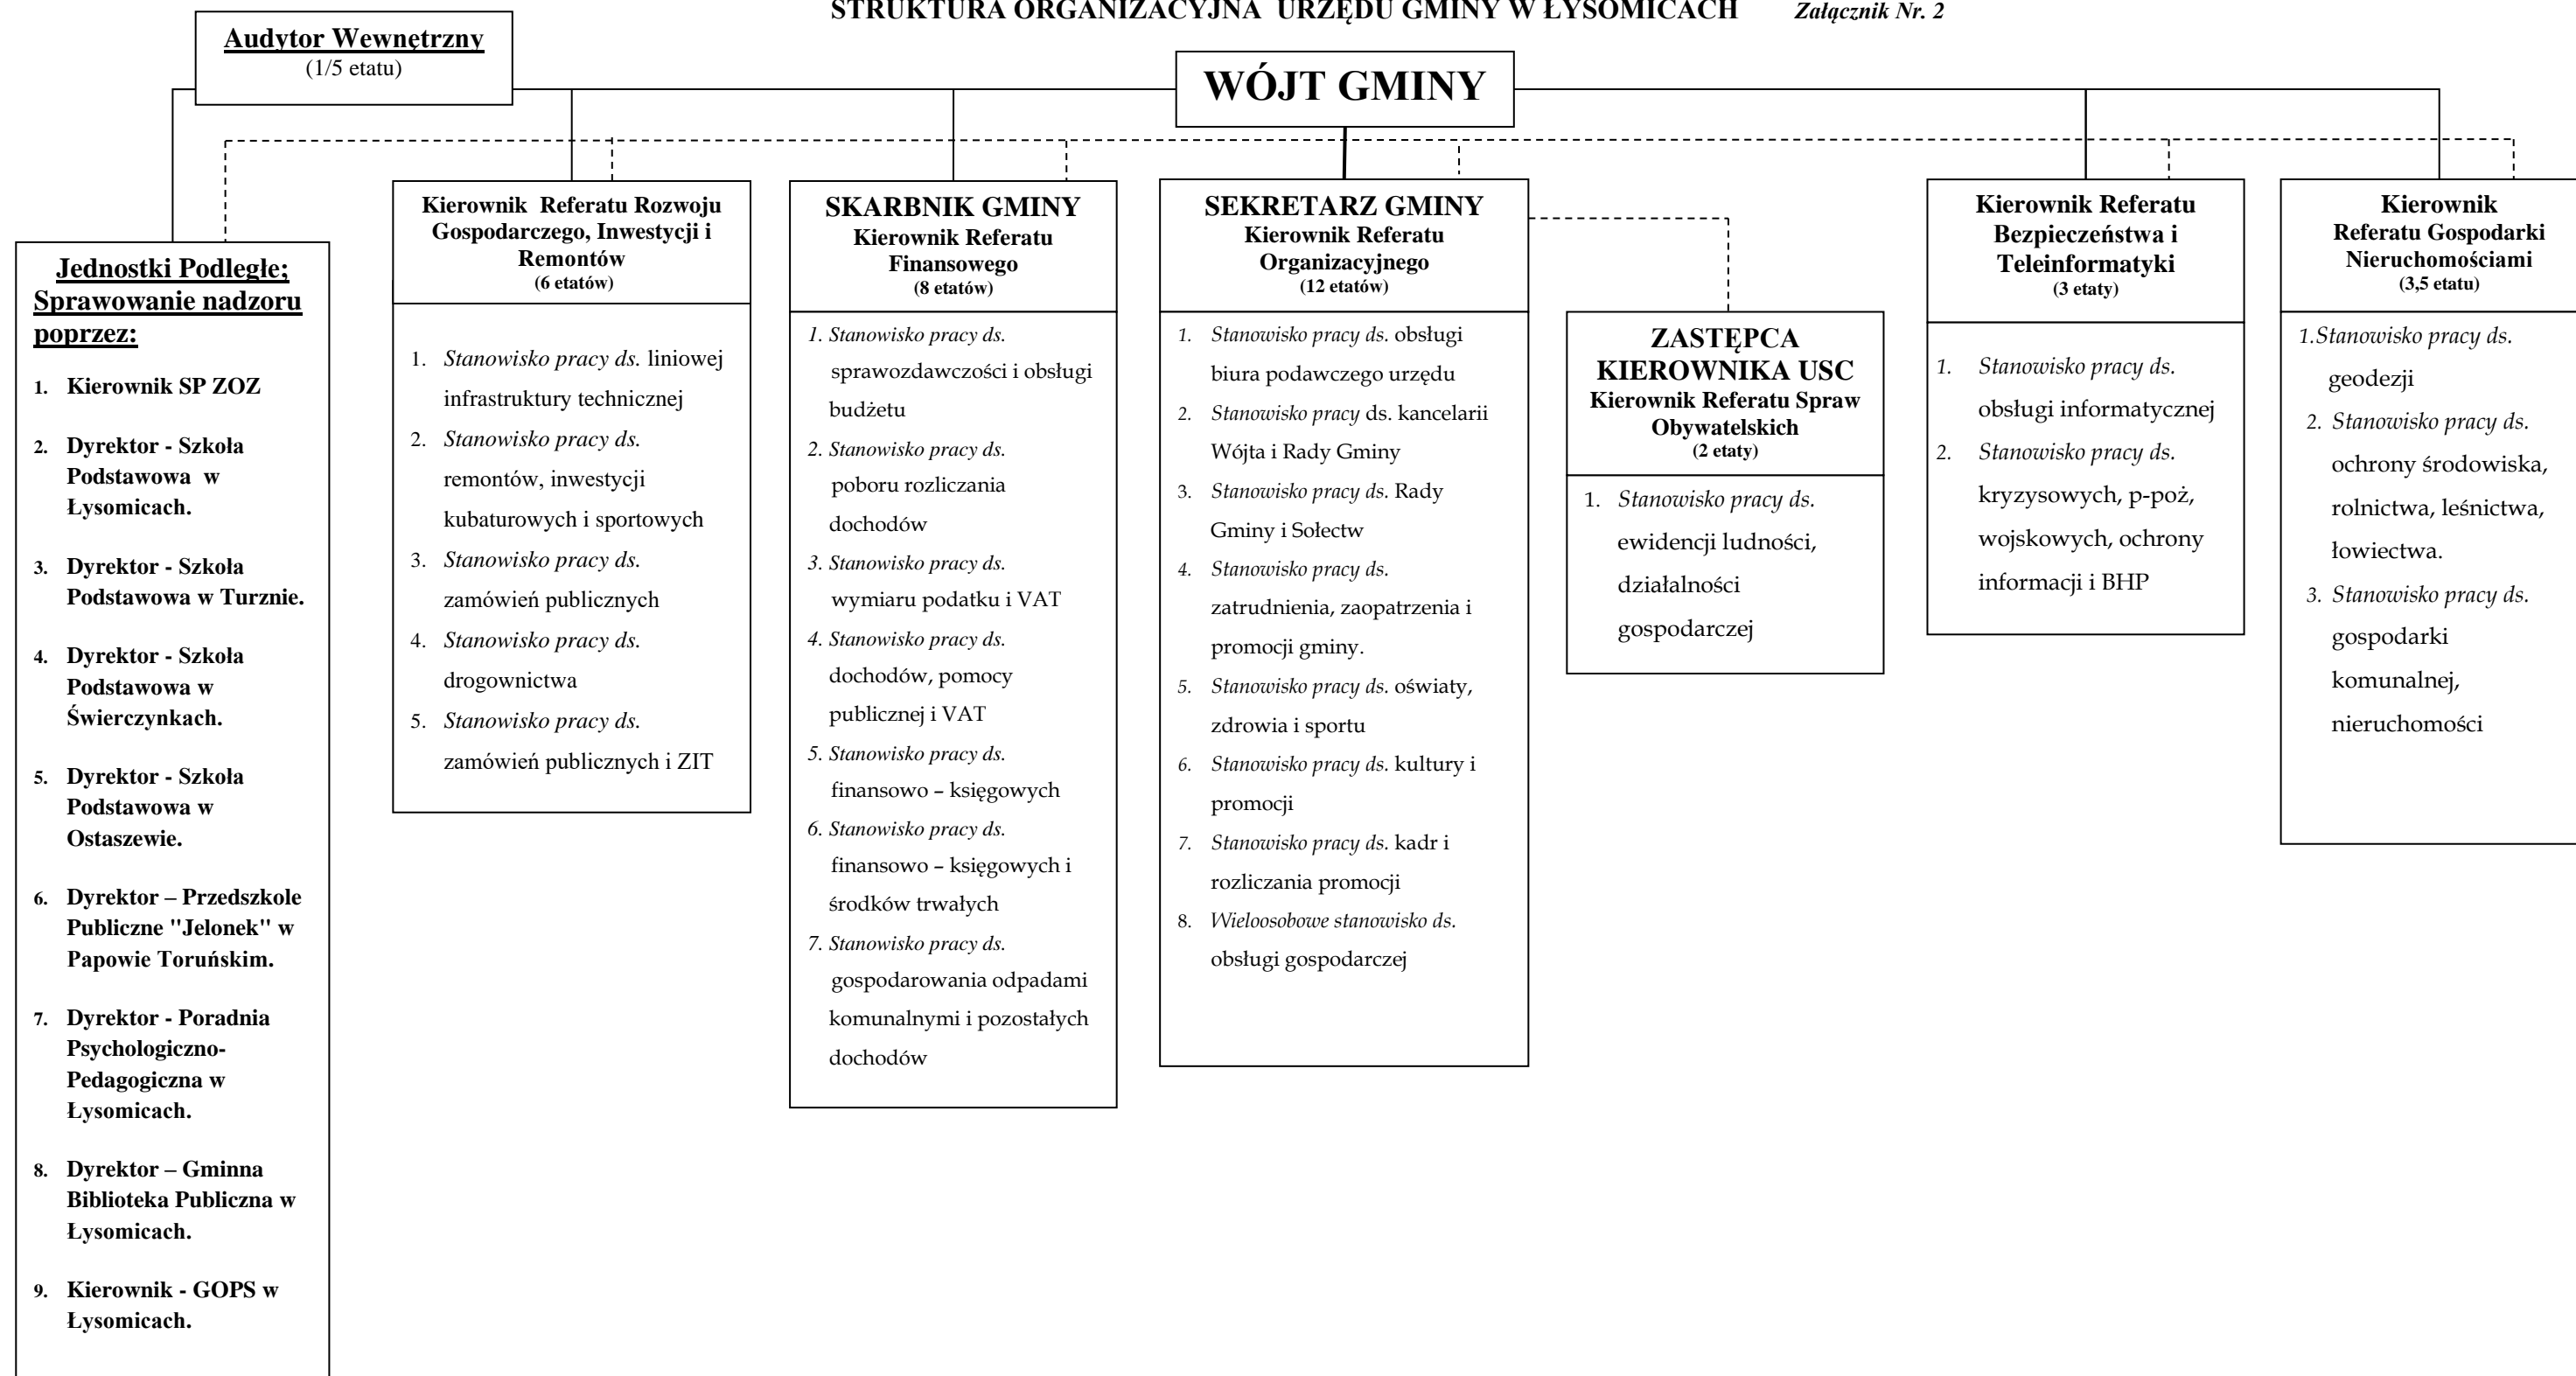 STRUKTURA ORGANIZACYJNA URZĘDU GMINY W ŁYSOMICACH Załącznik Nr. 2
Audytor Wewnętrzny
(1/5 etatu)
WÓJT GMINY
Jednostki Podległe;
Sprawowanie nadzoru
poprzez:
1. Kierownik SP ZOZ
2. Dyrektor - Szkoła
Podstawowa w
Łysomicach.
3. Dyrektor - Szkoła
Podstawowa w Turznie.
4. Dyrektor - Szkoła
Podstawowa w
Świerczynkach.
5. Dyrektor - Szkoła
Podstawowa w
Ostaszewie.
6. Dyrektor – Przedszkole
Publiczne "Jelonek" w
Papowie Toruńskim.
7. Dyrektor - Poradnia
Psychologiczno-
Pedagogiczna w
Łysomicach.
8. Dyrektor – Gminna
Biblioteka Publiczna w
Łysomicach.
9. Kierownik - GOPS w
Łysomicach.
Kierownik Referatu Rozwoju
Gospodarczego, Inwestycji i
Remontów
(6 etatów)
1. Stanowisko pracy ds. liniowej
infrastruktury technicznej
2. Stanowisko pracy ds.
remontów, inwestycji
kubaturowych i sportowych
3. Stanowisko pracy ds.
zamówień publicznych
4. Stanowisko pracy ds.
drogownictwa
5. Stanowisko pracy ds.
zamówień publicznych i ZIT
SKARBNIK GMINY
Kierownik Referatu
Finansowego
(8 etatów)
1. Stanowisko pracy ds.
sprawozdawczości i obsługi
budżetu
2. Stanowisko pracy ds.
poboru rozliczania
dochodów
3. Stanowisko pracy ds.
wymiaru podatku i VAT
4. Stanowisko pracy ds.
dochodów, pomocy
publicznej i VAT
5. Stanowisko pracy ds.
finansowo – księgowych
6. Stanowisko pracy ds.
finansowo – księgowych i
środków trwałych
7. Stanowisko pracy ds.
gospodarowania odpadami
komunalnymi i pozostałych
dochodów
SEKRETARZ GMINY
Kierownik Referatu
Organizacyjnego
(12 etatów)
1. Stanowisko pracy ds. obsługi
biura podawczego urzędu
2. Stanowisko pracy ds. kancelarii
Wójta i Rady Gminy
3. Stanowisko pracy ds. Rady
Gminy i Sołectw
4. Stanowisko pracy ds.
zatrudnienia, zaopatrzenia i
promocji gminy.
5. Stanowisko pracy ds. oświaty,
zdrowia i sportu
6. Stanowisko pracy ds. kultury i
promocji
7. Stanowisko pracy ds. kadr i
rozliczania promocji
8. Wieloosobowe stanowisko ds.
obsługi gospodarczej
ZASTĘPCA
KIEROWNIKA USC
Kierownik Referatu Spraw
Obywatelskich
(2 etaty)
1. Stanowisko pracy ds.
ewidencji ludności,
działalności
gospodarczej
Kierownik Referatu
Bezpieczeństwa i
Teleinformatyki
(3 etaty)
1. Stanowisko pracy ds.
obsługi informatycznej
2. Stanowisko pracy ds.
kryzysowych, p-poż,
wojskowych, ochrony
informacji i BHP
Kierownik
Referatu Gospodarki
Nieruchomościami
(3,5 etatu)
1.Stanowisko pracy ds.
geodezji
2. Stanowisko pracy ds.
ochrony środowiska,
rolnictwa, leśnictwa,
łowiectwa.
3. Stanowisko pracy ds.
gospodarki
komunalnej,
nieruchomości